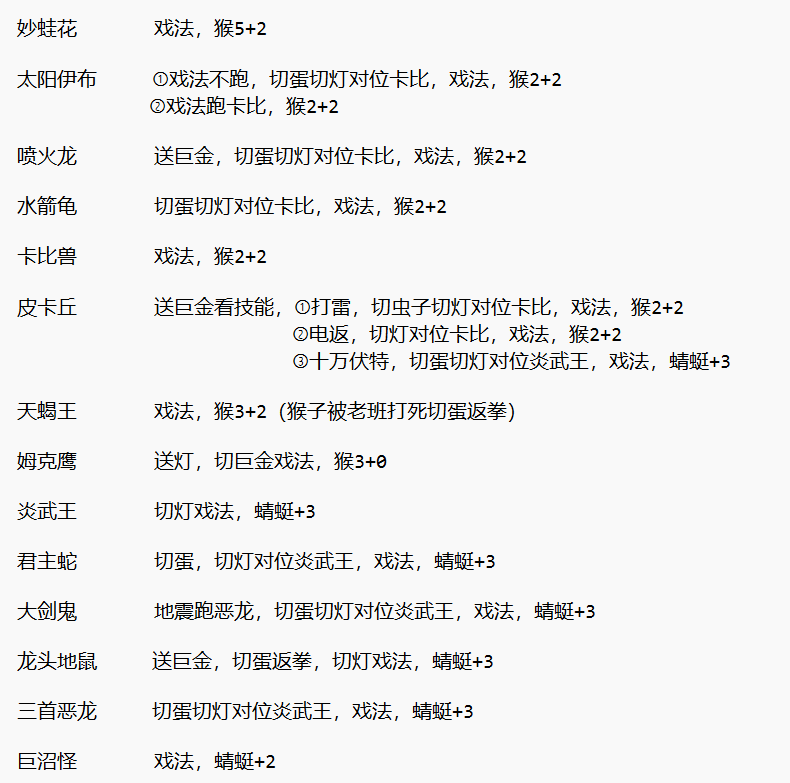 妙蛙花 戏法，猴5+2
太阳伊布 ①戏法不跑，切蛋切灯对位卡比，戏法，猴2+2
②戏法跑卡比，猴2+2
喷火龙 送巨金，切蛋切灯对位卡比，戏法，猴2+2
水箭龟 切蛋切灯对位卡比，戏法，猴2+2
卡比兽 戏法，猴2+2
皮卡丘 送巨金看技能，①打雷，切虫子切灯对位卡比，戏法，猴2+2
②电返，切灯对位卡比，戏法，猴2+2
③十万伏特，切蛋切灯对位炎武王，戏法，蜻蜓+3
天蝎王 戏法，猴3+2（猴子被老班打死切蛋返拳）
姆克鹰 送灯，切巨金戏法，猴3+0
炎武王 切灯戏法，蜻蜓+3
君主蛇 切蛋，切灯对位炎武王，戏法，蜻蜓+3
大剑鬼 地震跑恶龙，切蛋切灯对位炎武王，戏法，蜻蜓+3
龙头地鼠 送巨金，切蛋返拳，切灯戏法，蜻蜓+3
三首恶龙 切蛋切灯对位炎武王，戏法，蜻蜓+3
巨沼怪 戏法，蜻蜓+2